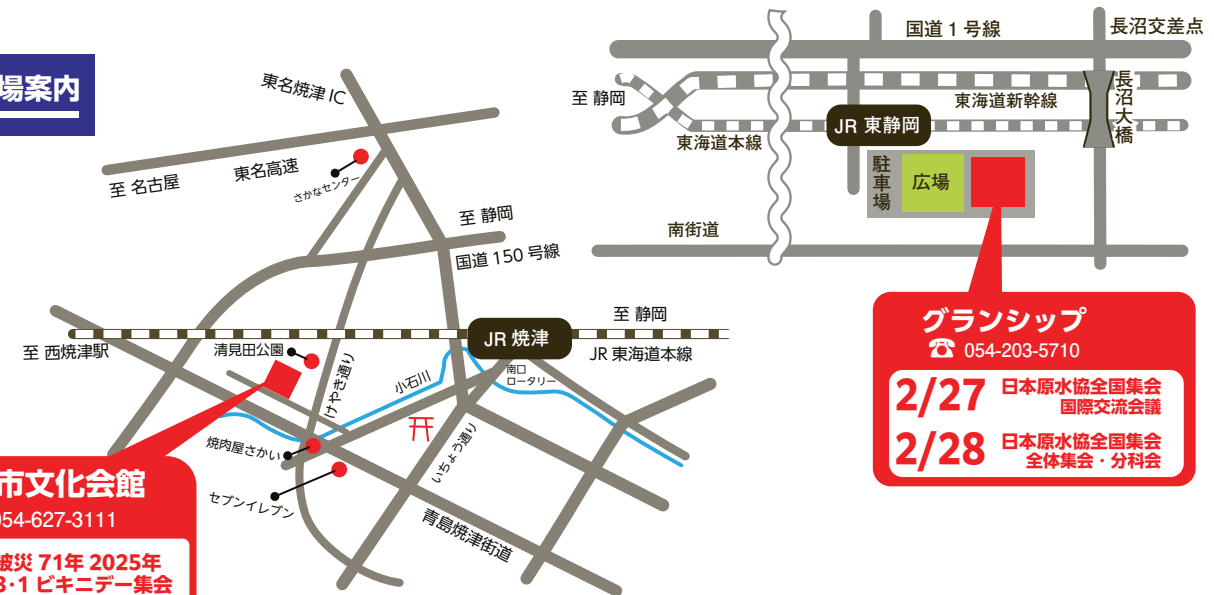 場案内
東名焼津 IC
東名高速
至 名古屋
さかなセンター
至 静岡
国道 150 号線
至 静岡
JR 焼津
JR 東海道本線
至 西焼津駅
清見田公園
けやき通り
小石川
南口
ロータリー
焼肉屋さかい
いちょう通り
セブンイレブン
青島焼津街道
市文化会館
054-627-3111
被災 71年 2025年
3・1 ビキニデー集会
国道 1 号線
長沼交差点
至 静岡
東海道新幹線
長沼大橋
JR 東静岡
東海道本線
駐車場
広場
南街道
グランシップ
☎ 054-203-5710
2/27 日本原水協全国集会
国際交流会議
2/28 日本原水協全国集会
全体集会・分科会